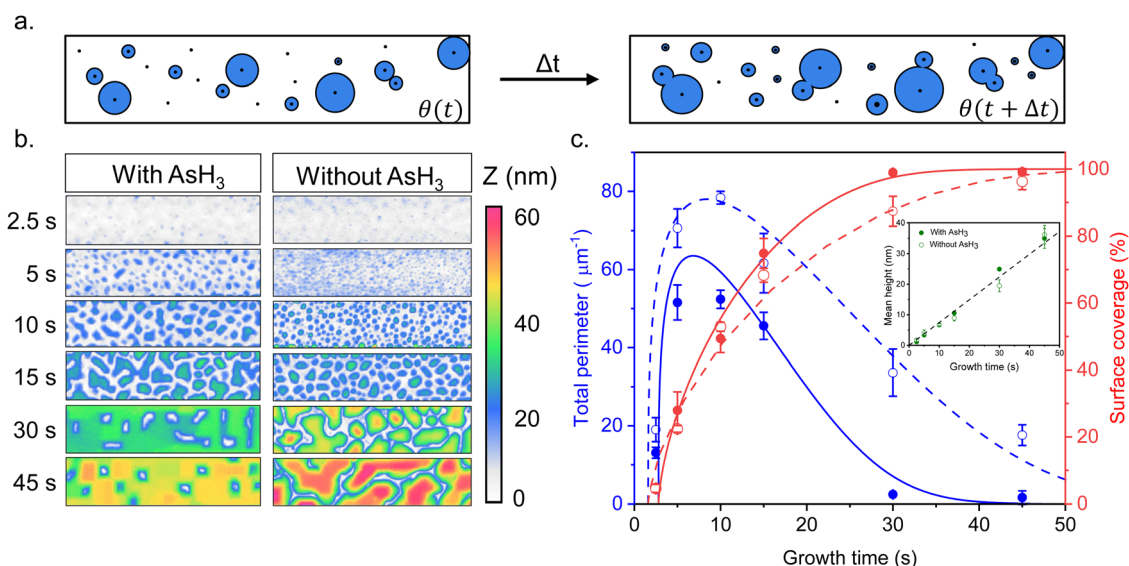 a.
Δt
θ(t)
θ(t + Δt)
b.
With AsH₃
Without AsH₃
Z (nm)
2.5 s
5 s
10 s
15 s
30 s
45 s
60
40
20
0
c.
Total perimeter ( μm⁻¹)
80
60
40
20
0
0
10
20
30
40
50
Growth time (s)
100
80
60
40
20
0
Surface coverage (%)
With AsH₃
Without AsH₃
Mean height (nm)
40
30
20
10
0
0
10
20
30
40
50
Growth time (s)